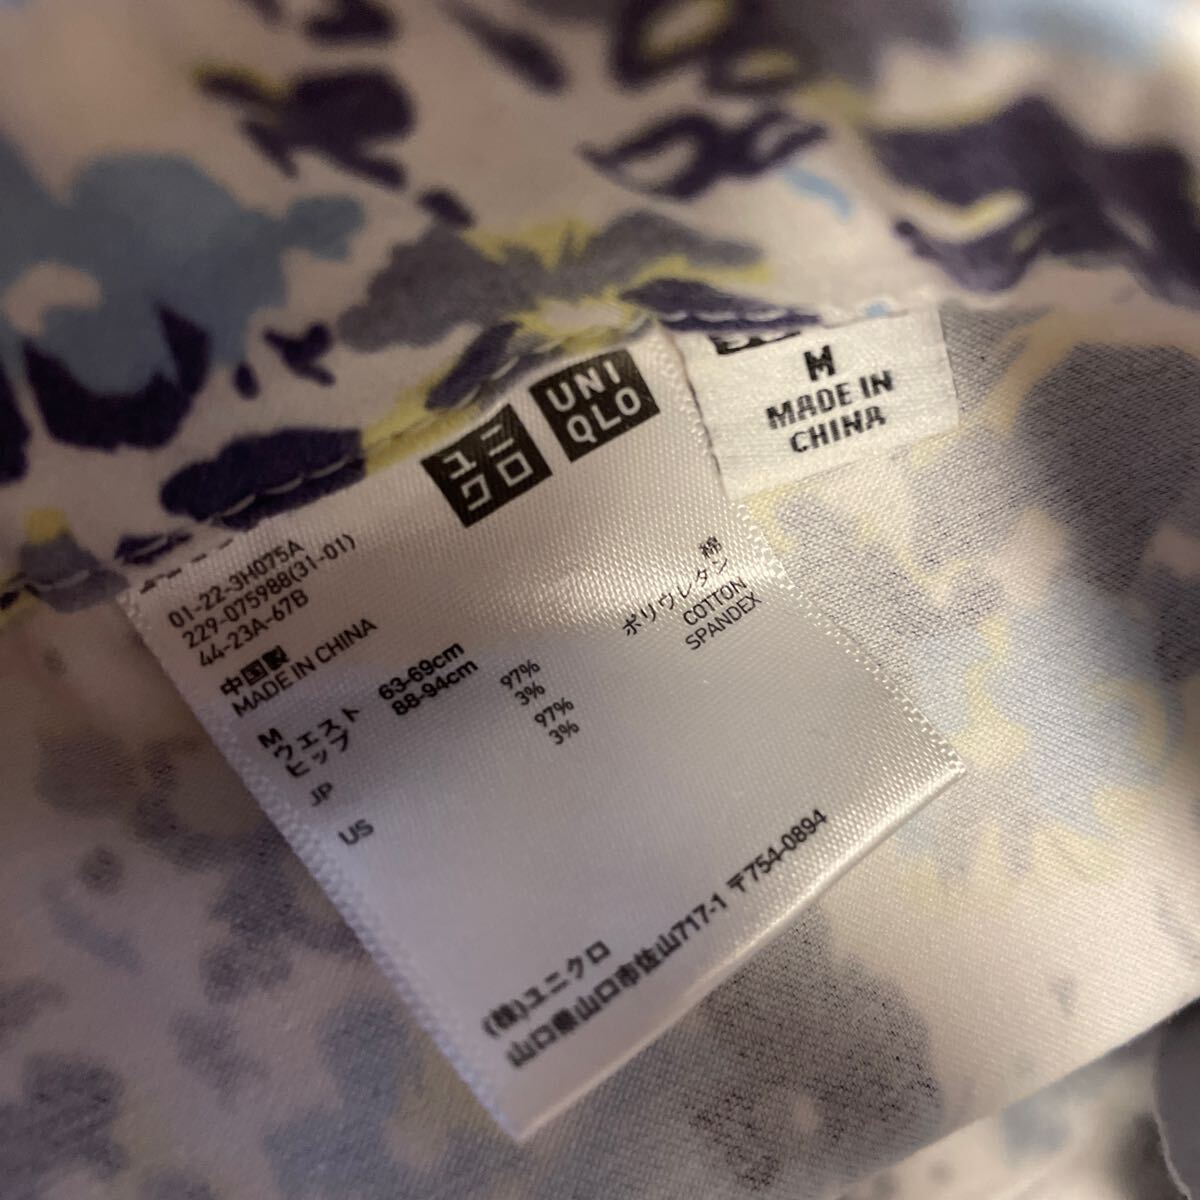 ユニ
クロ
UNI
QLO
M
MADE IN
CHINA
01-22-3H075A
229-075988(31-01)
44-23A-67B
中国製
MADE IN CHINA
M
ウェスト 63-69cm
ヒップ 88-94cm
JP 97% 綿
3% ポリウレタン
US 97% COTTON
3% SPANDEX
(株)ユニクロ
山口県山口市佐山717-1 〒754-0894